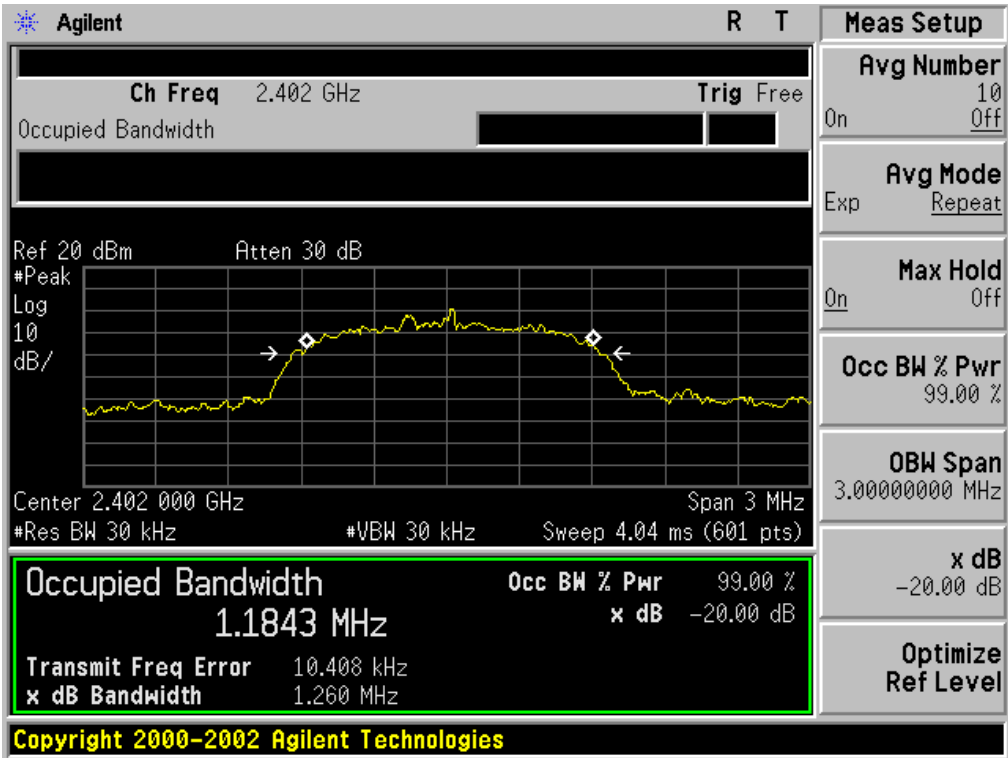 Agilent R T
Ch Freq 2.402 GHz Trig Free
Occupied Bandwidth
Ref 20 dBm Atten 30 dB
#Peak
Log
10
dB/
Center 2.402 000 GHz Span 3 MHz
#Res BW 30 kHz #VBW 30 kHz Sweep 4.04 ms (601 pts)
Occupied Bandwidth Occ BW % Pwr 99.00 %
1.1843 MHz x dB -20.00 dB
Transmit Freq Error 10.408 kHz
x dB Bandwidth 1.260 MHz
Copyright 2000-2002 Agilent Technologies
Meas Setup
Avg Number
10
On Off
Avg Mode
Exp Repeat
Max Hold
On Off
Occ BW % Pwr
99.00 %
OBW Span
3.00000000 MHz
x dB
-20.00 dB
Optimize
Ref Level